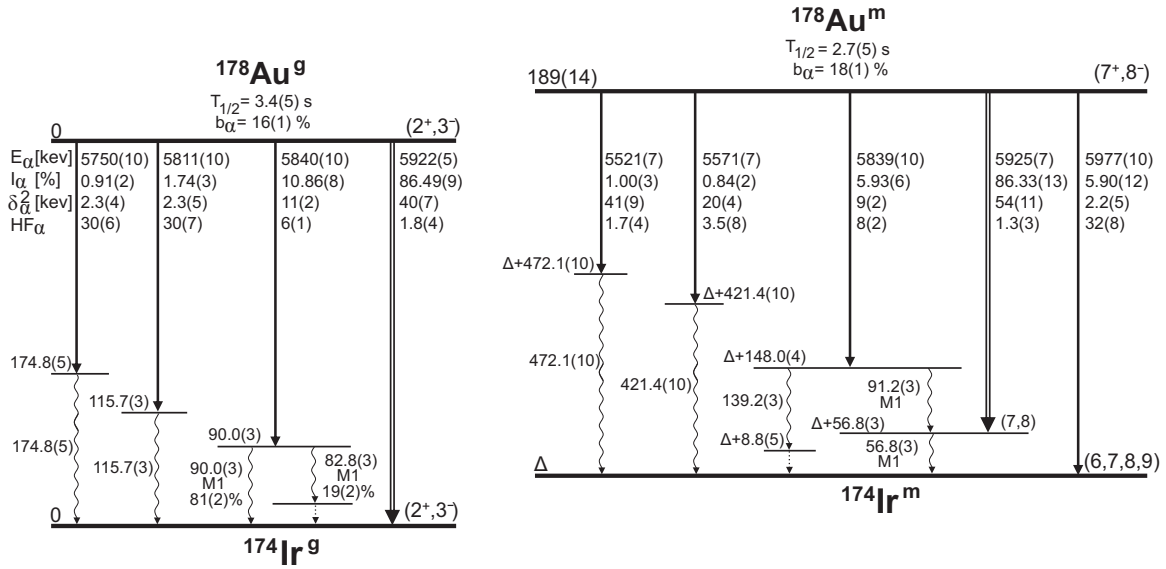 178Au^g
T1/2 = 3.4(5) s
bα = 16(1) %
0 (2+,3−)
Eα[kev] 5750(10) 5811(10) 5840(10) 5922(5)
Iα [%] 0.91(2) 1.74(3) 10.86(8) 86.49(9)
δ²α [kev] 2.3(4) 2.3(5) 11(2) 40(7)
HFα 30(6) 30(7) 6(1) 1.8(4)
174.8(5)
115.7(3)
90.0(3)
174.8(5)
115.7(3)
90.0(3)
M1
81(2)%
82.8(3)
M1
19(2)%
0 (2+,3−)
174Ir^g
178Au^m
T1/2 = 2.7(5) s
bα = 18(1) %
189(14) (7+,8−)
5521(7) 5571(7) 5839(10) 5925(7) 5977(10)
1.00(3) 0.84(2) 5.93(6) 86.33(13) 5.90(12)
41(9) 20(4) 9(2) 54(11) 2.2(5)
1.7(4) 3.5(8) 8(2) 1.3(3) 32(8)
Δ+472.1(10)
Δ+421.4(10)
Δ+148.0(4)
472.1(10)
421.4(10)
139.2(3)
91.2(3)
M1
Δ+56.8(3) (7,8)
Δ+8.8(5)
56.8(3)
M1
Δ (6,7,8,9)
174Ir^m